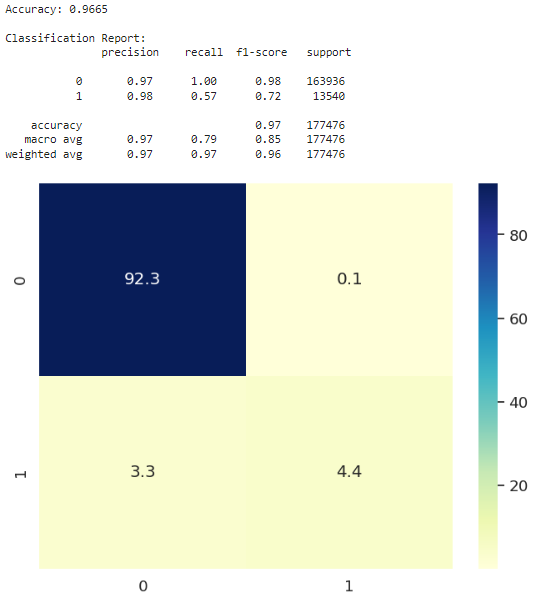 Accuracy: 0.9665
Classification Report:
precision recall f1-score support
0 0.97 1.00 0.98 163936
1 0.98 0.57 0.72 13540
accuracy 0.97 177476
macro avg 0.97 0.79 0.85 177476
weighted avg 0.97 0.97 0.96 177476
80
0 92.3 0.1
60
40
1 3.3 4.4
20
0 1